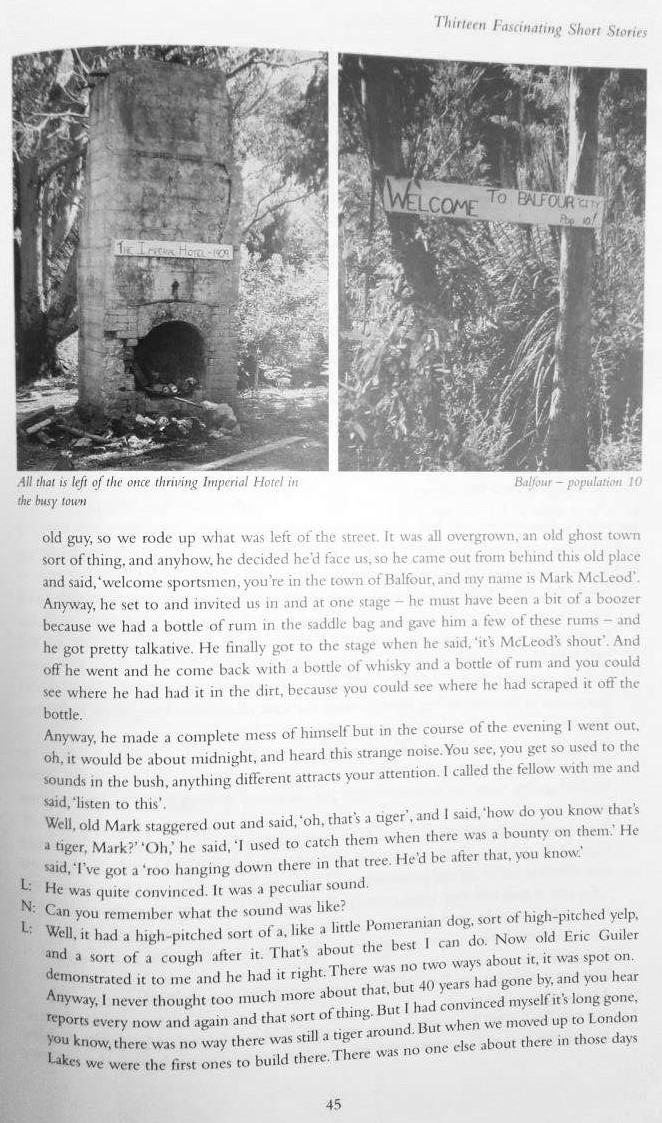 Thirteen Fascinating Short Stories
THE IMPERIAL HOTEL-1909
WELCOME TO BALFOUR CITY
Pop 10!
All that is left of the once thriving Imperial Hotel in
the busy town
Balfour – population 10
old guy, so we rode up what was left of the street. It was all overgrown, an old ghost town
sort of thing, and anyhow, he decided he'd face us, so he came out from behind this old place
and said, 'welcome sportsmen, you're in the town of Balfour, and my name is Mark McLeod'.
Anyway, he set to and invited us in and at one stage – he must have been a bit of a boozer
because we had a bottle of rum in the saddle bag and gave him a few of these rums – and
he got pretty talkative. He finally got to the stage when he said, 'it's McLeod's shout'. And
off he went and he come back with a bottle of whisky and a bottle of rum and you could
see where he had had it in the dirt, because you could see where he had scraped it off the
bottle.
Anyway, he made a complete mess of himself but in the course of the evening I went out,
oh, it would be about midnight, and heard this strange noise. You see, you get so used to the
sounds in the bush, anything different attracts your attention. I called the fellow with me and
said, 'listen to this'.
Well, old Mark staggered out and said, 'oh, that's a tiger', and I said, 'how do you know that's
a tiger, Mark?' 'Oh,' he said, 'I used to catch them when there was a bounty on them.' He
said, 'I've got a 'roo hanging down there in that tree. He'd be after that, you know.'
L: He was quite convinced. It was a peculiar sound.
N: Can you remember what the sound was like?
L: Well, it had a high-pitched sort of a, like a little Pomeranian dog, sort of high-pitched yelp,
and a sort of a cough after it. That's about the best I can do. Now old Eric Guiler
demonstrated it to me and he had it right. There was no two ways about it, it was spot on.
Anyway, I never thought too much more about that, but 40 years had gone by, and you hear
reports every now and again and that sort of thing. But I had convinced myself it's long gone,
you know, there was no way there was still a tiger around. But when we moved up to London
Lakes we were the first ones to build there. There was no one else about there in those days
45